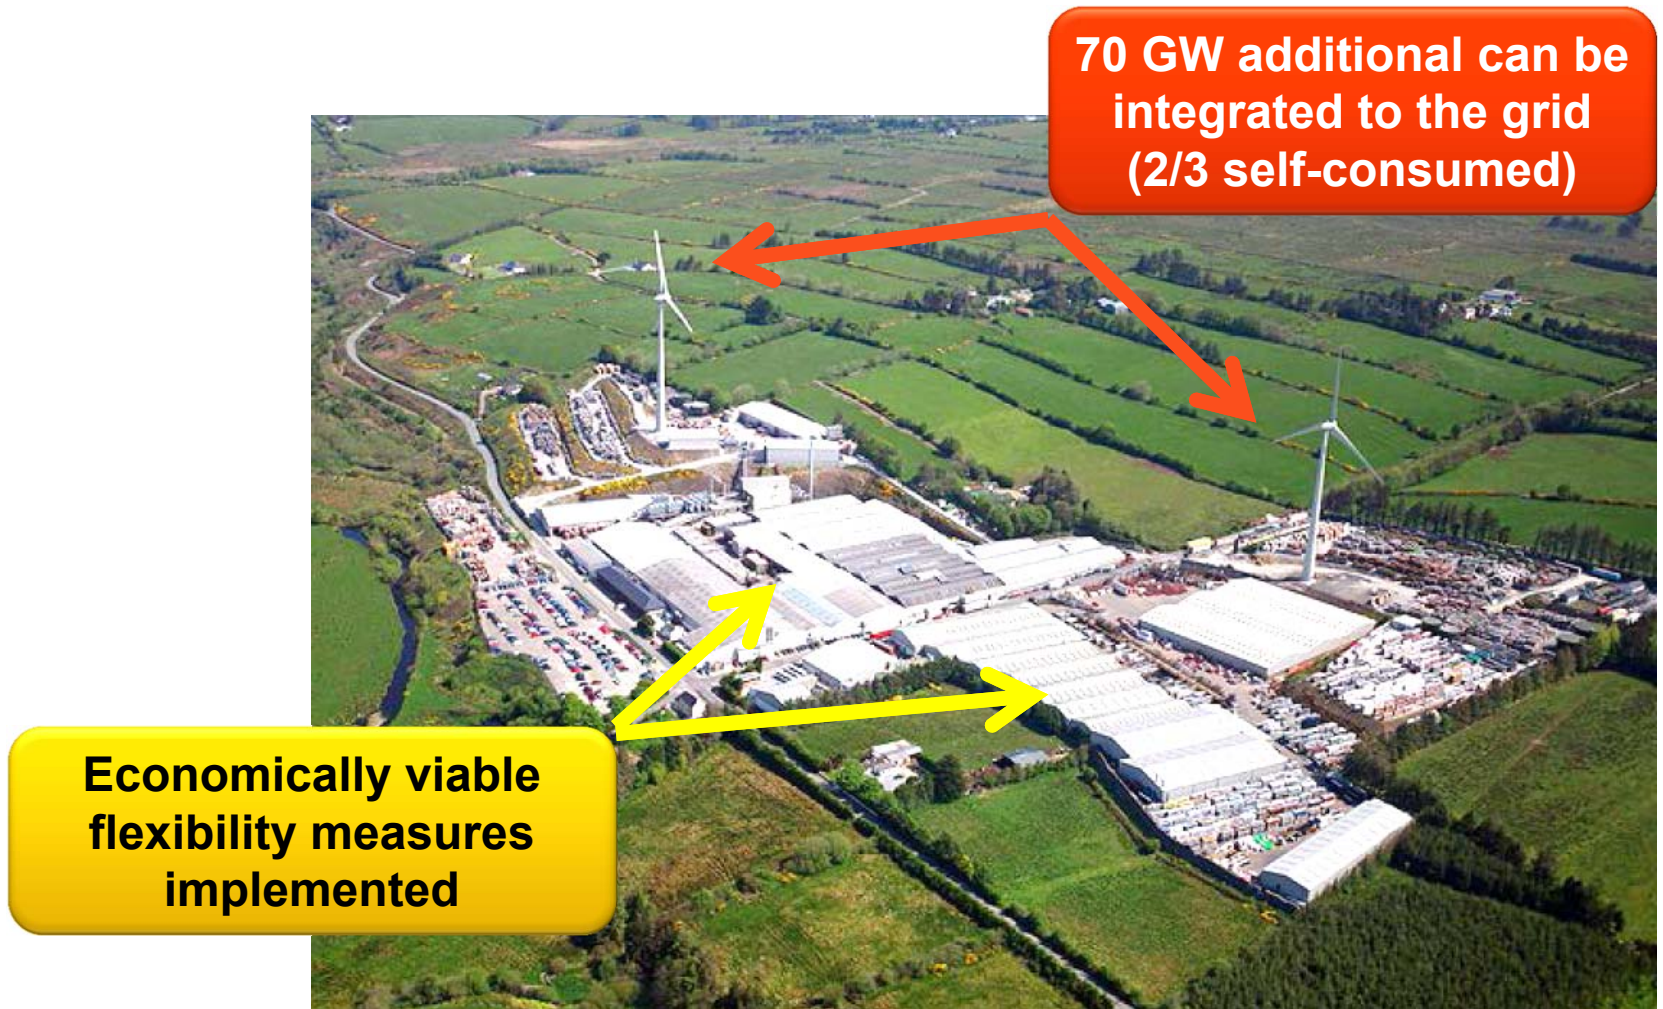 70 GW additional can be
integrated to the grid
(2/3 self-consumed)
Economically viable
flexibility measures
implemented